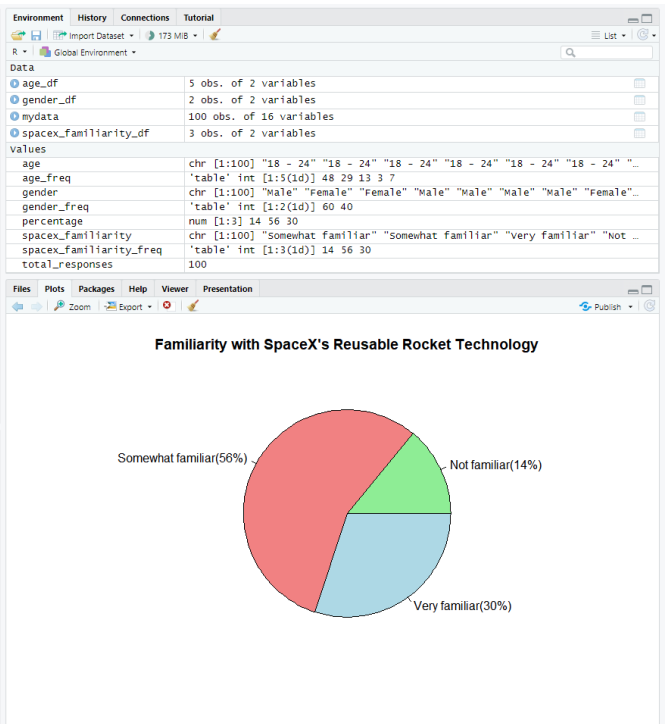 Environment History Connections Tutorial
Import Dataset 173 MiB List
R Global Environment
Data
age_df 5 obs. of 2 variables
gender_df 2 obs. of 2 variables
mydata 100 obs. of 16 variables
spacex_familiarity_df 3 obs. of 2 variables
Values
age chr [1:100] "18 - 24" "18 - 24" "18 - 24" "18 - 24" "18 - 24" "18 - 24" "…
age_freq 'table' int [1:5(1d)] 48 29 13 3 7
gender chr [1:100] "Male" "Female" "Female" "Male" "Male" "Male" "Male" "Female"…
gender_freq 'table' int [1:2(1d)] 60 40
percentage num [1:3] 14 56 30
spacex_familiarity chr [1:100] "Somewhat familiar" "Somewhat familiar" "Very familiar" "Not …
spacex_familiarity_freq 'table' int [1:3(1d)] 14 56 30
total_responses 100
Files Plots Packages Help Viewer Presentation
Zoom Export Publish
Familiarity with SpaceX's Reusable Rocket Technology
Somewhat familiar(56%)
Not familiar(14%)
Very familiar(30%)